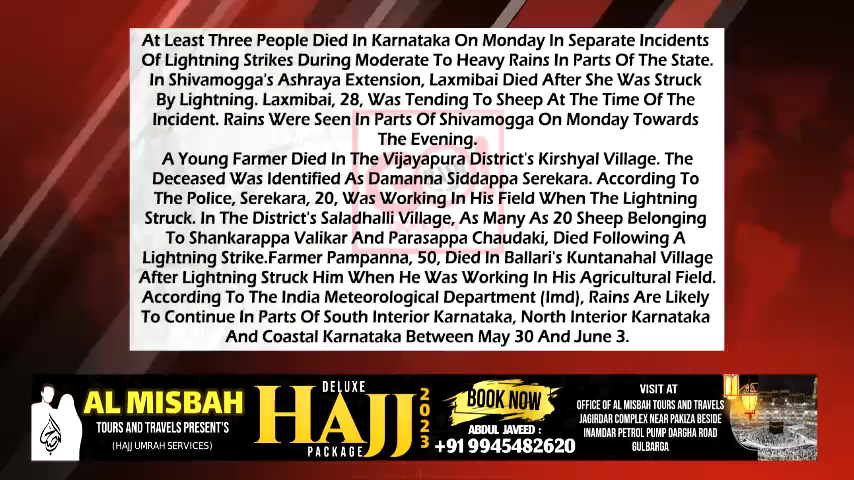 At Least Three People Died In Karnataka On Monday In Separate Incidents
Of Lightning Strikes During Moderate To Heavy Rains In Parts Of The State.
In Shivamogga's Ashraya Extension, Laxmibai Died After She Was Struck
By Lightning. Laxmibai, 28, Was Tending To Sheep At The Time Of The
Incident. Rains Were Seen In Parts Of Shivamogga On Monday Towards
The Evening.
A Young Farmer Died In The Vijayapura District's Kirshyal Village. The
Deceased Was Identified As Damanna Siddappa Serekara. According To
The Police, Serekara, 20, Was Working In His Field When The Lightning
Struck. In The District's Saladhalli Village, As Many As 20 Sheep Belonging
To Shankarappa Valikar And Parasappa Chaudaki, Died Following A
Lightning Strike.Farmer Pampanna, 50, Died In Ballari's Kuntanahal Village
After Lightning Struck Him When He Was Working In His Agricultural Field.
According To The India Meteorological Department (Imd), Rains Are Likely
To Continue In Parts Of South Interior Karnataka, North Interior Karnataka
And Coastal Karnataka Between May 30 And June 3.
AL MISBAH
TOURS AND TRAVELS PRESENT'S
(HAJJ UMRAH SERVICES)
DELUXE
HAJJ
PACKAGE
2023
BOOK NOW
ABDUL JAVEED :
+91 9945482620
VISIT AT
OFFICE OF AL MISBAH TOURS AND TRAVELS
JAGIRDAR COMPLEX NEAR PAKIZA BESIDE
INAMDAR PETROL PUMP DARGHA ROAD
GULBARGA